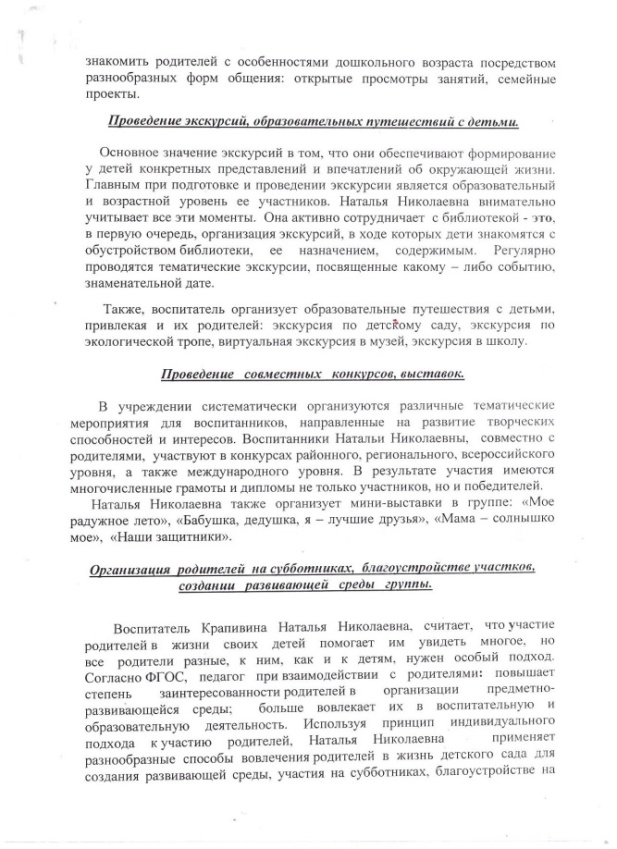 знакомить родителей с особенностями дошкольного возраста посредством
разнообразных форм общения: открытые просмотры занятий, семейные
проекты.
Проведение экскурсий, образовательных путешествий с детьми.
Основное значение экскурсий в том, что они обеспечивают формирование
у детей конкретных представлений и впечатлений об окружающей жизни.
Главным при подготовке и проведении экскурсии является образовательный
и возрастной уровень ее участников. Наталья Николаевна внимательно
учитывает все эти моменты. Она активно сотрудничает с библиотекой - это,
в первую очередь, организация экскурсий, в ходе которых дети знакомятся с
обустройством библиотеки, ее назначением, содержимым. Регулярно
проводятся тематические экскурсии, посвященные какому – либо событию,
знаменательной дате.
Также, воспитатель организует образовательные путешествия с детьми,
привлекая и их родителей: экскурсия по детскому саду, экскурсия по
экологической тропе, виртуальная экскурсия в музей, экскурсия в школу.
Проведение совместных конкурсов, выставок.
В учреждении систематически организуются различные тематические
мероприятия для воспитанников, направленные на развитие творческих
способностей и интересов. Воспитанники Натальи Николаевны, совместно с
родителями, участвуют в конкурсах районного, регионального, всероссийского
уровня, а также международного уровня. В результате участия имеются
многочисленные грамоты и дипломы не только участников, но и победителей.
Наталья Николаевна также организует мини-выставки в группе: «Мое
радужное лето», «Бабушка, дедушка, я – лучшие друзья», «Мама – солнышко
мое», «Наши защитники».
Организация родителей на субботниках, благоустройстве участков,
создании развивающей среды группы.
Воспитатель Крапивина Наталья Николаевна, считает, что участие
родителей в жизни своих детей помогает им увидеть многое, но
все родители разные, к ним, как и к детям, нужен особый подход.
Согласно ФГОС, педагог при взаимодействии с родителями: повышает
степень заинтересованности родителей в организации предметно-
развивающейся среды; больше вовлекает их в воспитательную и
образовательную деятельность. Используя принцип индивидуального
подхода к участию родителей, Наталья Николаевна применяет
разнообразные способы вовлечения родителей в жизнь детского сада для
создания развивающей среды, участия на субботниках, благоустройстве на